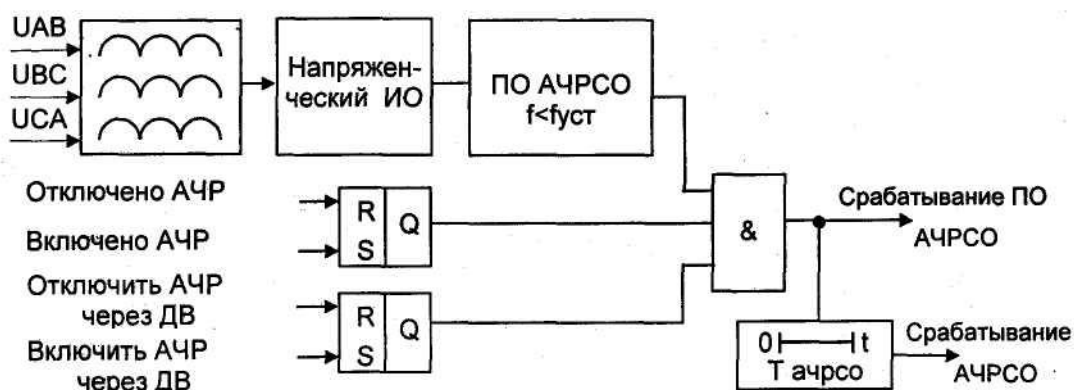 UAB
UBC
UCA
Напряжен-
ческий ИО
ПО АЧРСО
f<fуст
Отключено АЧР
Включено АЧР
R
S
Q
Отключить АЧР
через ДВ
Включить АЧР
через ДВ
R
S
Q
&
Срабатывание ПО
АЧРСО
0 t
Т ачрсо
Срабатывание
АЧРСО